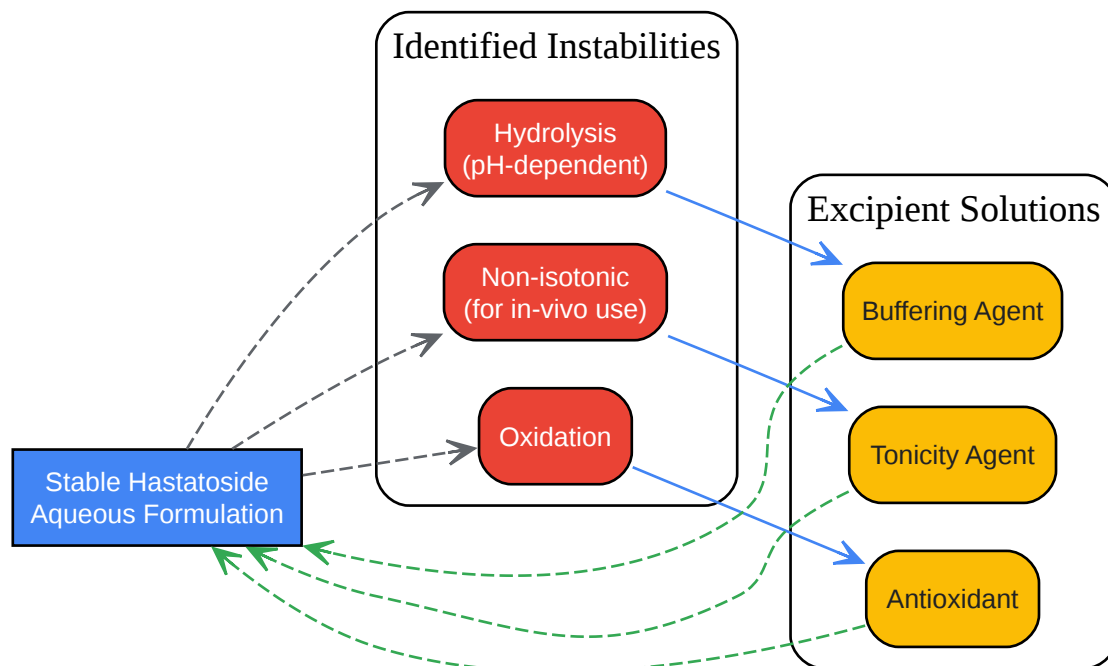 Identified Instabilities
Hydrolysis
(pH-dependent)
Non-isotonic
(for in-vivo use)
Oxidation
Excipient Solutions
Buffering Agent
Tonicity Agent
Antioxidant
Stable Hastatoside
Aqueous Formulation